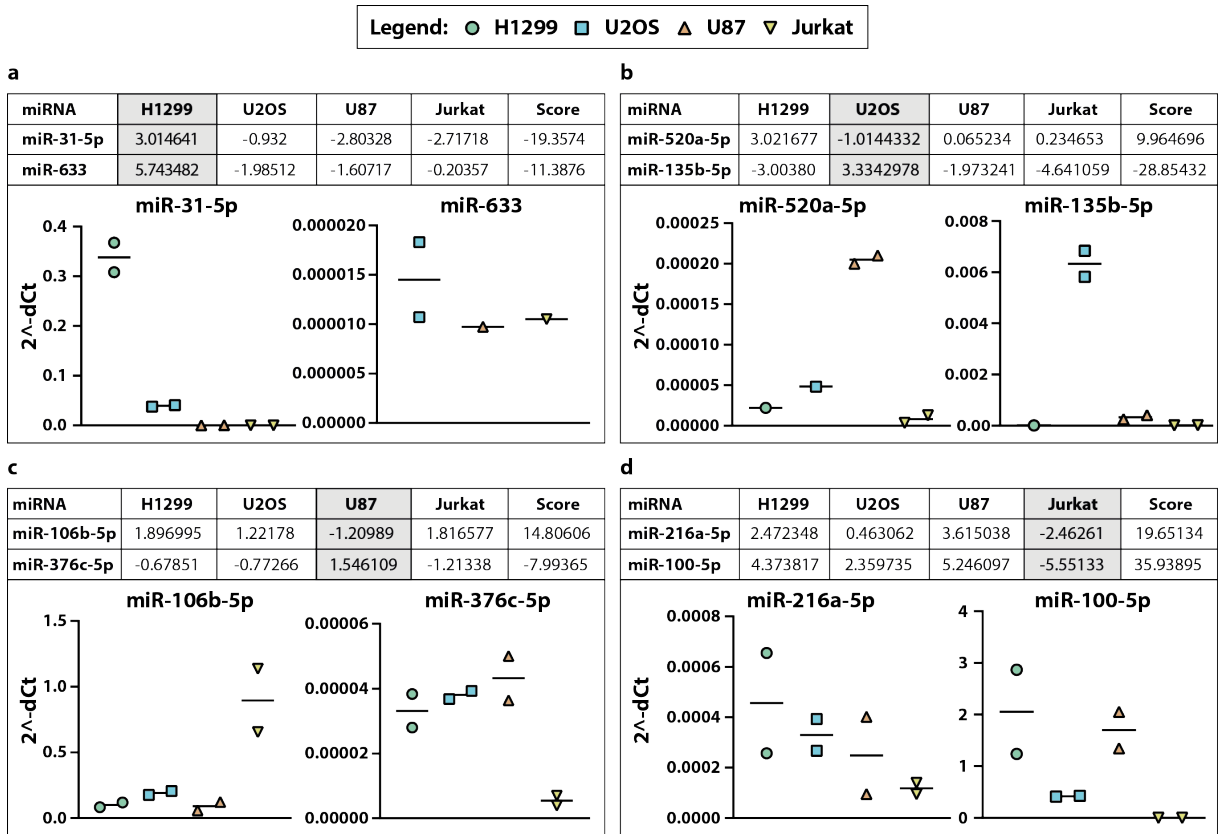 Legend: H1299 U2OS U87 Jurkat
a
miRNA H1299 U2OS U87 Jurkat Score
miR-31-5p 3.014641 -0.932 -2.80328 -2.71718 -19.3574
miR-633 5.743482 -1.98512 -1.60717 -0.20357 -11.3876
miR-31-5p
2^-dCt
0.4
0.3
0.2
0.1
0.0
miR-633
0.000020
0.000015
0.000010
0.000005
0.00000
b
miRNA H1299 U2OS U87 Jurkat Score
miR-520a-5p 3.021677 -1.0144332 0.065234 0.234653 9.964696
miR-135b-5p -3.00380 3.3342978 -1.973241 -4.641059 -28.85432
miR-520a-5p
2^-dCt
0.00025
0.00020
0.00015
0.00010
0.00005
0.00000
miR-135b-5p
0.008
0.006
0.004
0.002
0.00
c
miRNA H1299 U2OS U87 Jurkat Score
miR-106b-5p 1.896995 1.22178 -1.20989 1.816577 14.80606
miR-376c-5p -0.67851 -0.77266 1.546109 -1.21338 -7.99365
miR-106b-5p
2^-dCt
1.5
1.0
0.5
0.0
miR-376c-5p
0.00006
0.00004
0.00002
0.00000
d
miRNA H1299 U2OS U87 Jurkat Score
miR-216a-5p 2.472348 0.463062 3.615038 -2.46261 19.65134
miR-100-5p 4.373817 2.359735 5.246097 -5.55133 35.93895
miR-216a-5p
2^-dCt
0.0008
0.0006
0.0004
0.0002
0.0000
miR-100-5p
4
3
2
1
0